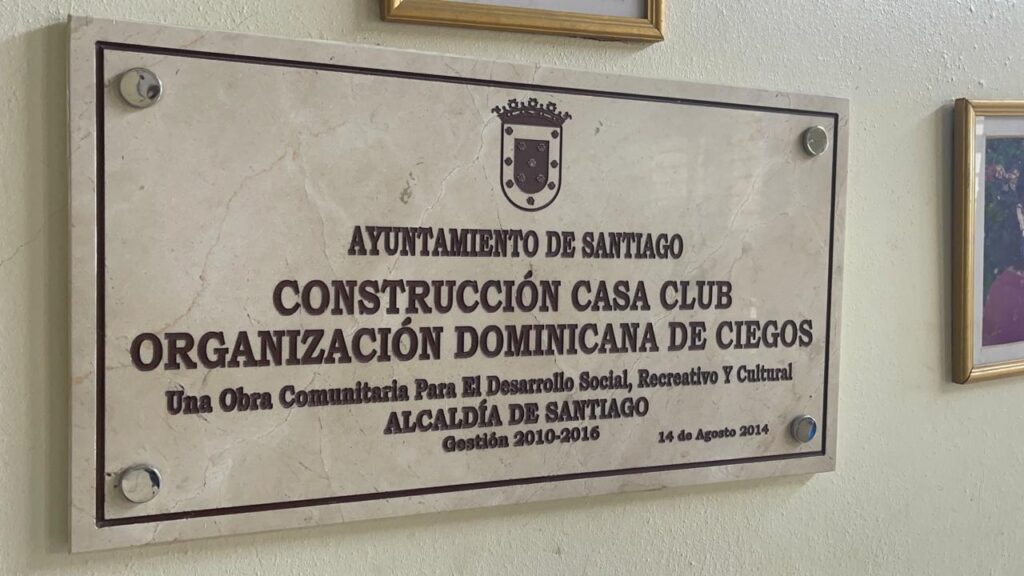 AYUNTAMIENTO DE SANTIAGO
CONSTRUCCIÓN CASA CLUB
ORGANIZACIÓN DOMINICANA DE CIEGOS
Una Obra Comunitaria Para El Desarrollo Social, Recreativo Y Cultural
ALCALDÍA DE SANTIAGO
Gestión 2010-2016
14 de Agosto 2014